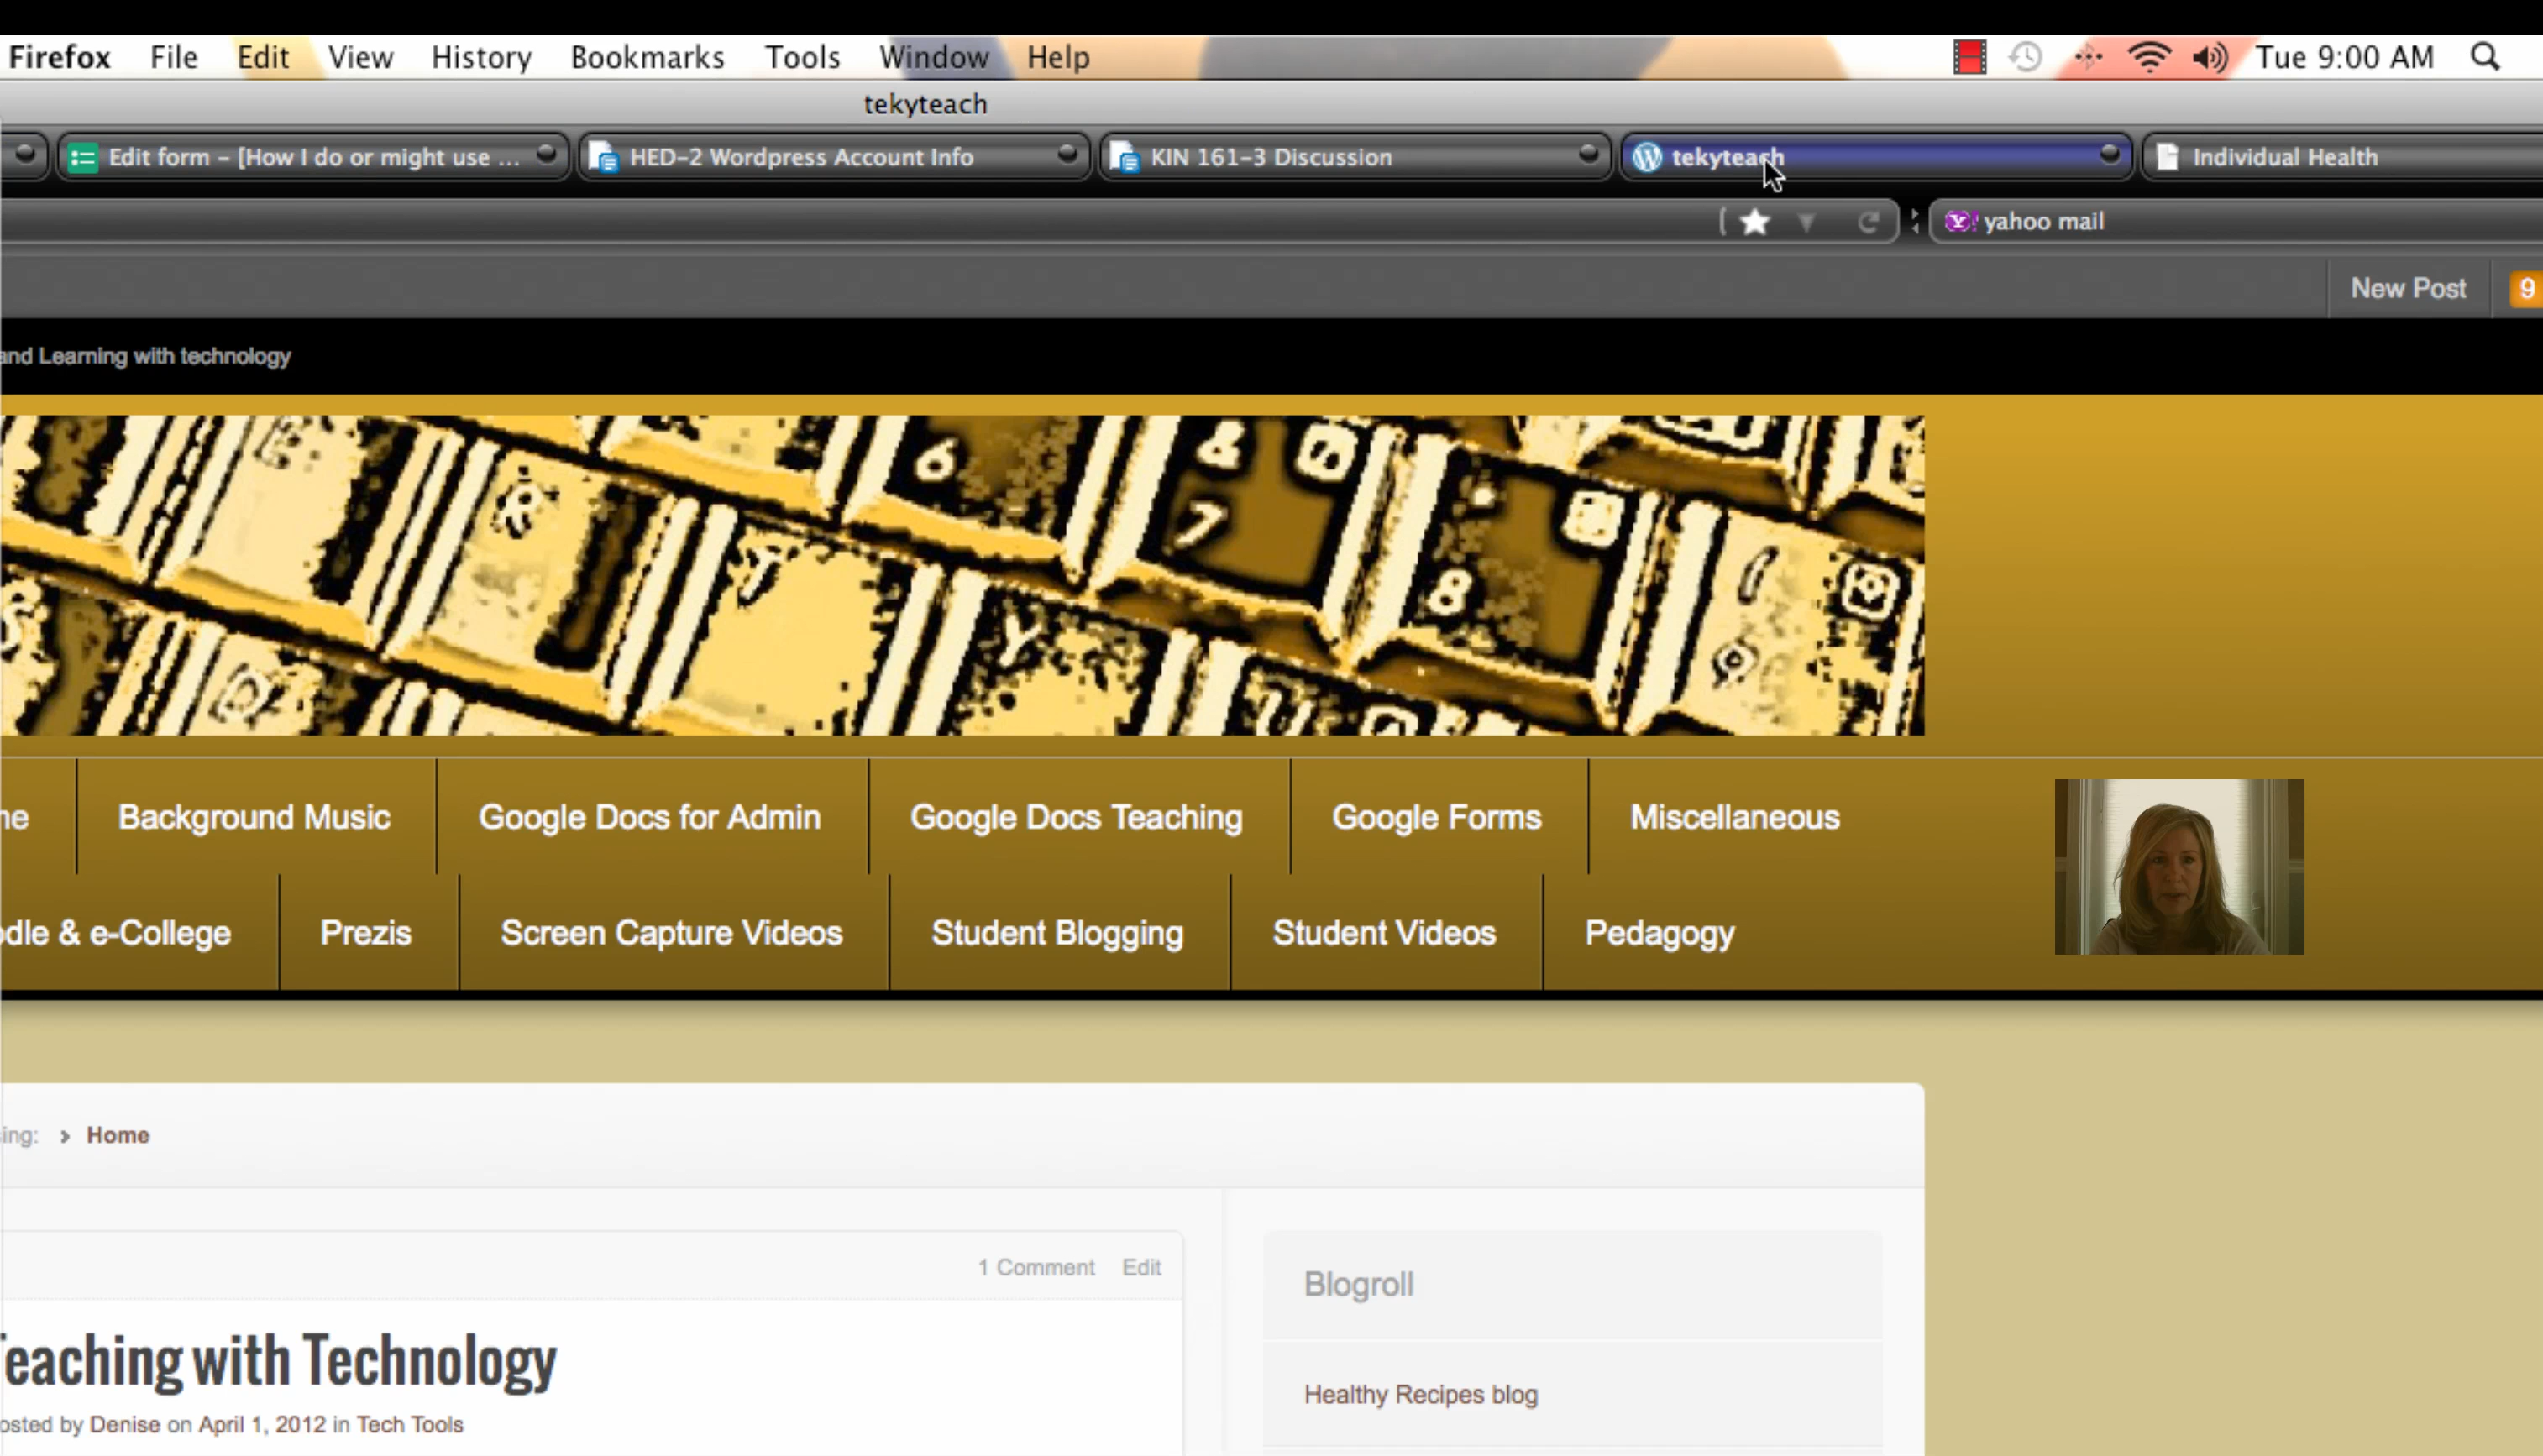 Firefox File Edit View History Bookmarks Tools Window Help Tue 9:00 AM
tekyteach
Edit form – [How I do or might use ... HED-2 Wordpress Account Info KIN 161-3 Discussion tekyteach Individual Health
yahoo mail
New Post 9
and Learning with technology
6 & 7 8
R T Y
Background Music Google Docs for Admin Google Docs Teaching Google Forms Miscellaneous
& e-College Prezis Screen Capture Videos Student Blogging Student Videos Pedagogy
Home
1 Comment Edit
Blogroll
Teaching with Technology
Healthy Recipes blog
osted by Denise on April 1, 2012 in Tech Tools